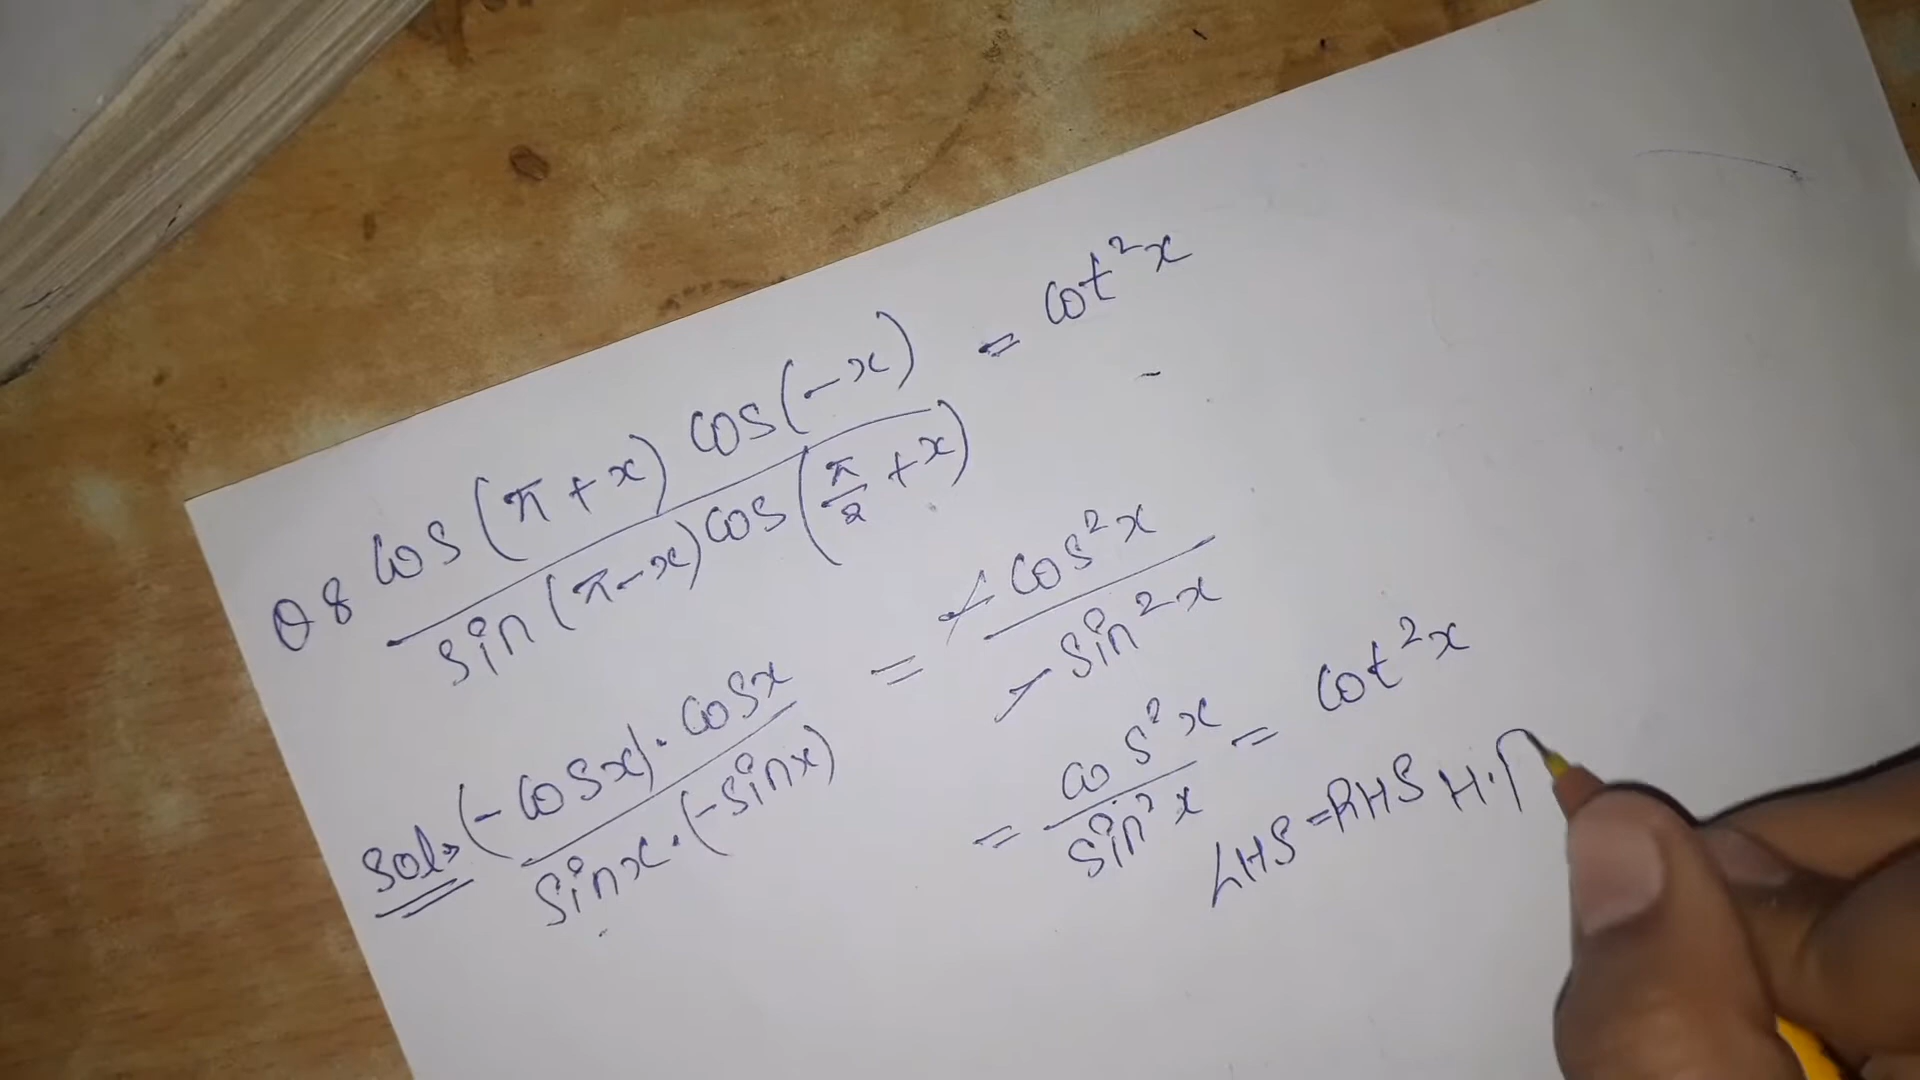 Q8 cos(π+x) cos(-x) / sin(π-x) cos(π/2 + x) = cot²x
Sol> (-cosx).cosx / sinx.(-sinx) = -cos²x / -sin²x
= cos²x / sin²x = cot²x
LHS=RHS H.